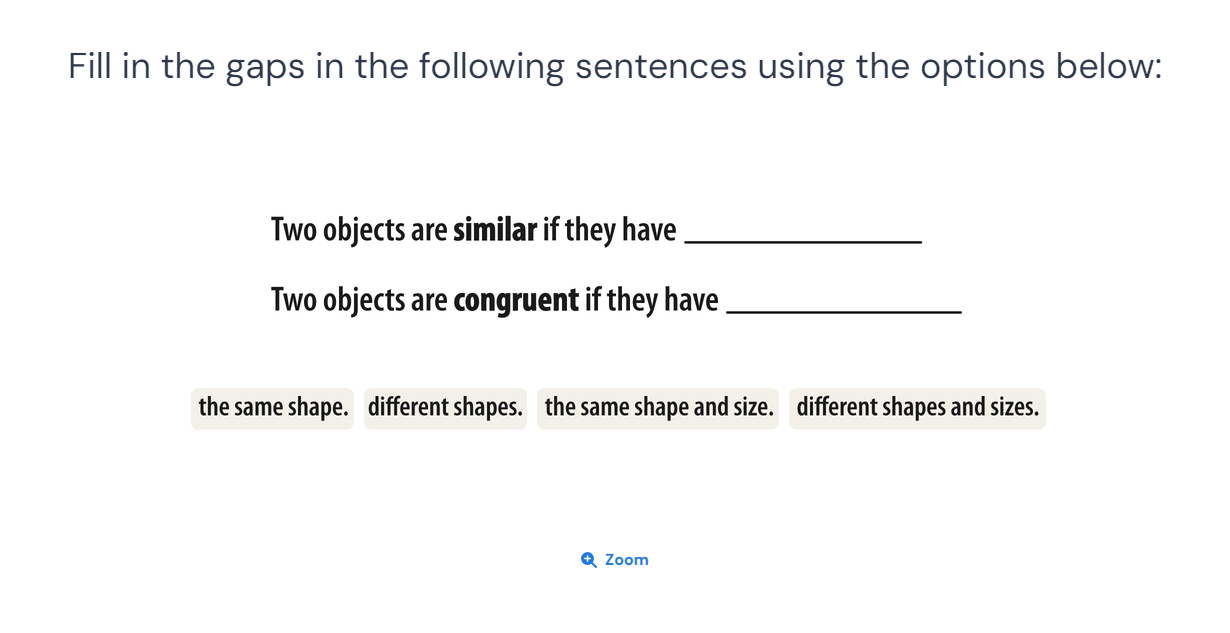 Fill in the gaps in the following sentences using the options below:
Two objects are similar if they have
Two objects are congruent if they have
the same shape. different shapes. the same shape and size. different shapes and sizes.
Zoom